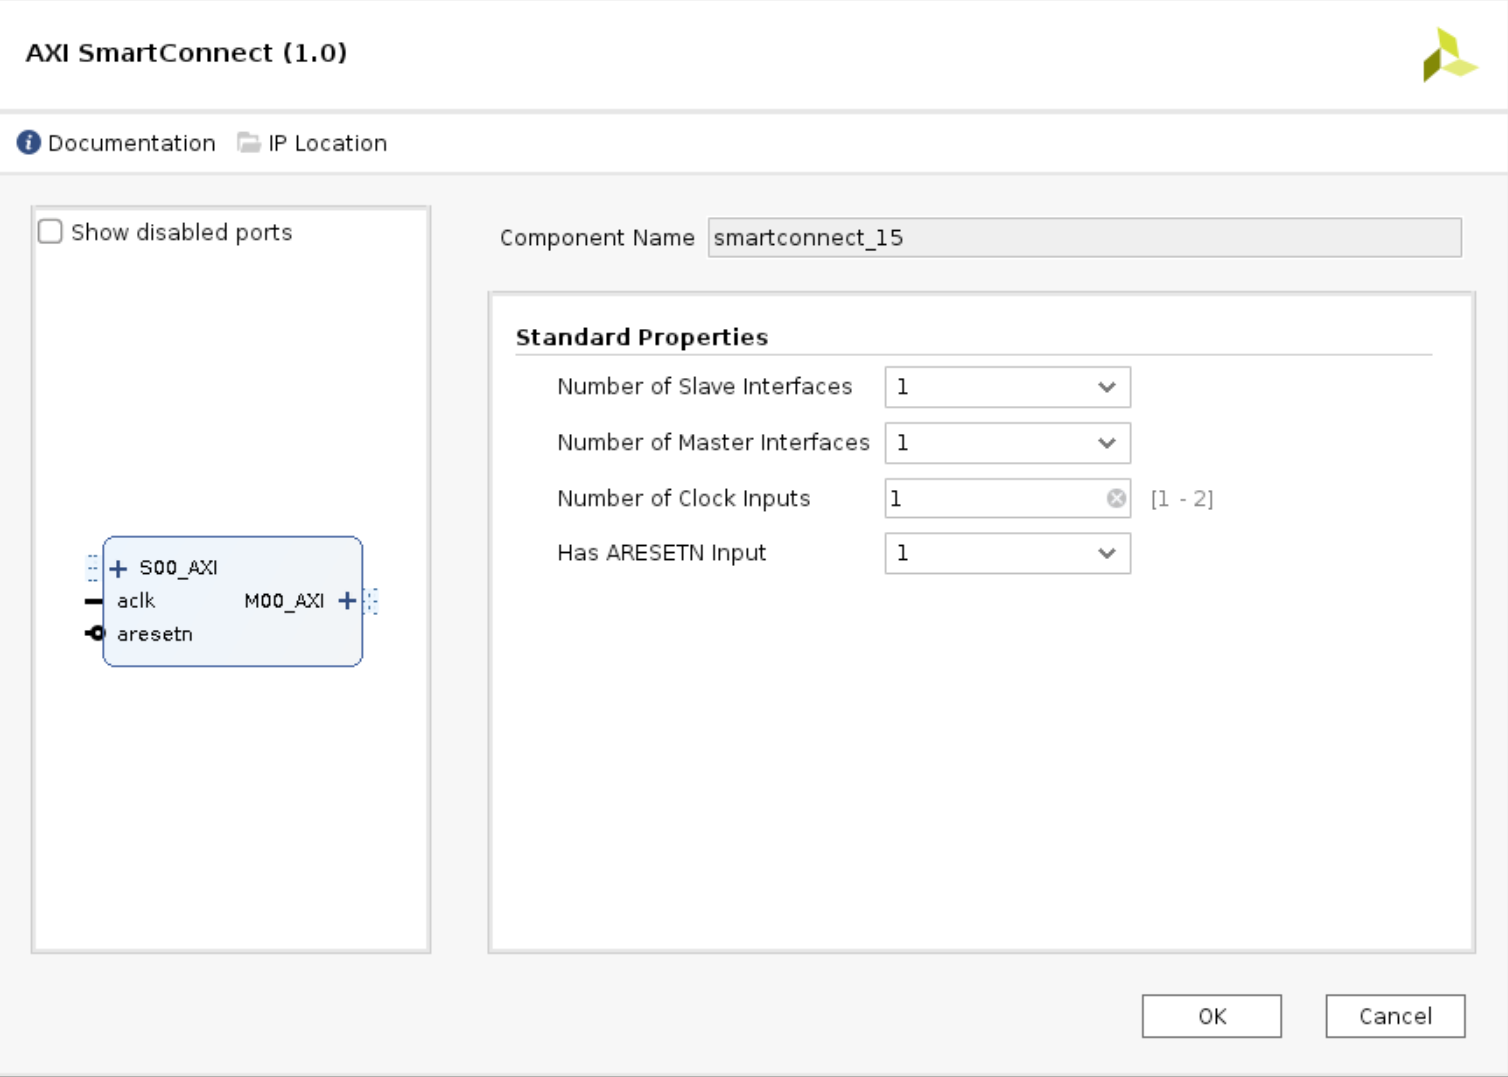 AXI SmartConnect (1.0)
Documentation IP Location
Show disabled ports
S00_AXI
aclk M00_AXI
aresetn
Component Name smartconnect_15
Standard Properties
Number of Slave Interfaces 1
Number of Master Interfaces 1
Number of Clock Inputs 1 [1 - 2]
Has ARESETN Input 1
OK Cancel